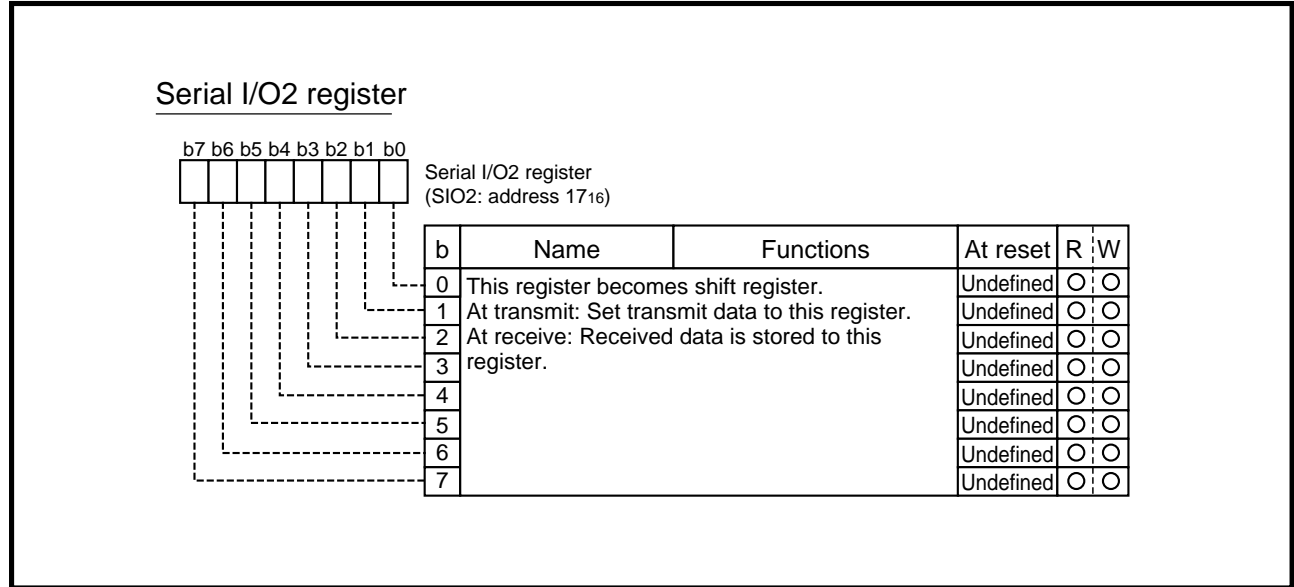 Serial I/O2 register
b7 b6 b5 b4 b3 b2 b1 b0
Serial I/O2 register
(SIO2: address 1716)
b Name Functions At reset R W
0 This register becomes shift register. Undefined ○ ○
1 At transmit: Set transmit data to this register. Undefined ○ ○
2 At receive: Received data is stored to this Undefined ○ ○
3 register. Undefined ○ ○
4 Undefined ○ ○
5 Undefined ○ ○
6 Undefined ○ ○
7 Undefined ○ ○